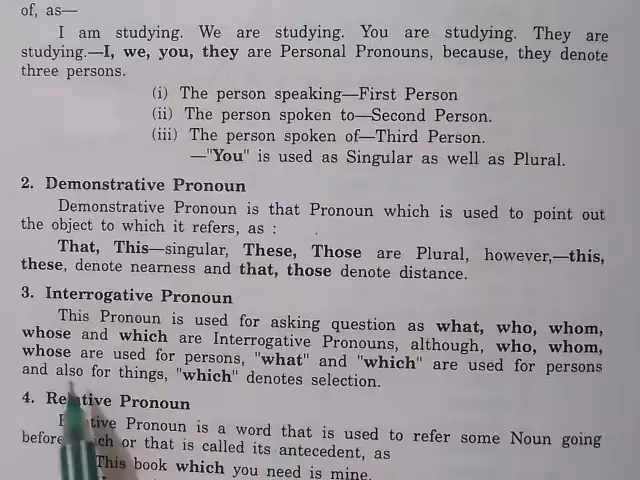 of, as—
I am studying. We are studying. You are studying. They are
studying.—I, we, you, they are Personal Pronouns, because, they denote
three persons.
(i) The person speaking—First Person
(ii) The person spoken to—Second Person.
(iii) The person spoken of—Third Person.
—"You" is used as Singular as well as Plural.
2. Demonstrative Pronoun
Demonstrative Pronoun is that Pronoun which is used to point out
the object to which it refers, as :
That, This—singular, These, Those are Plural, however,—this,
these, denote nearness and that, those denote distance.
3. Interrogative Pronoun
This Pronoun is used for asking question as what, who, whom,
whose and which are Interrogative Pronouns, although, who, whom,
whose are used for persons, "what" and "which" are used for persons
and also for things, "which" denotes selection.
4. Relative Pronoun
Pronoun is a word that is used to refer some Noun going
or that is called its antecedent, as
This book which you need is mine.